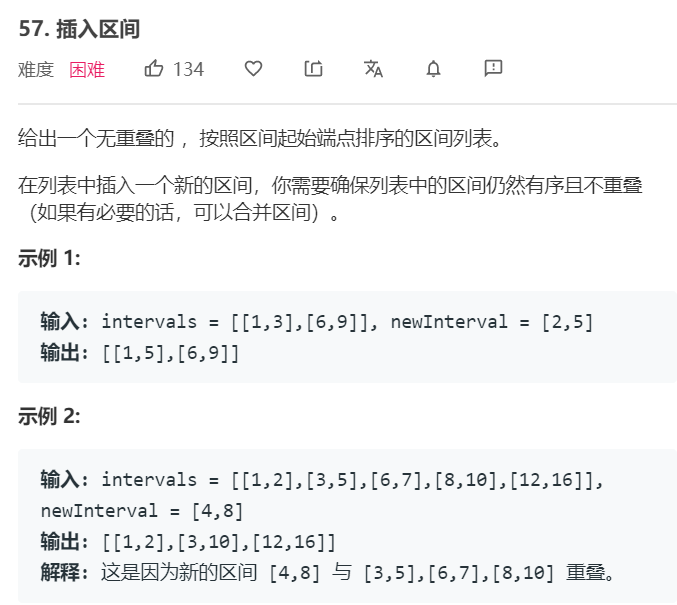 57. 插入区间
难度 困难 134
给出一个无重叠的 ，按照区间起始端点排序的区间列表。
在列表中插入一个新的区间，你需要确保列表中的区间仍然有序且不重叠
（如果有必要的话，可以合并区间）。
示例 1:
输入: intervals = [[1,3],[6,9]], newInterval = [2,5]
输出: [[1,5],[6,9]]
示例 2:
输入: intervals = [[1,2],[3,5],[6,7],[8,10],[12,16]],
newInterval = [4,8]
输出: [[1,2],[3,10],[12,16]]
解释: 这是因为新的区间 [4,8] 与 [3,5],[6,7],[8,10] 重叠。